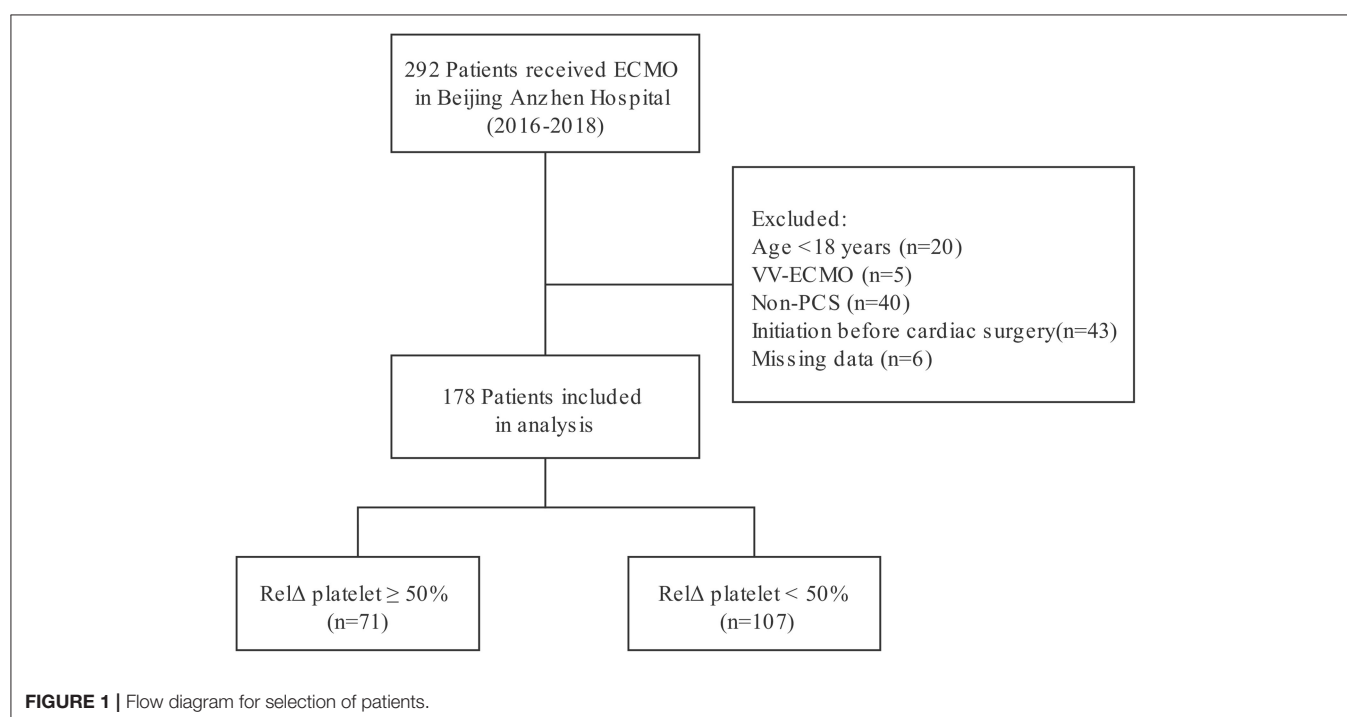 292 Patients received ECMO
in Beijing Anzhen Hospital
(2016-2018)
Excluded:
Age <18 years (n=20)
VV-ECMO (n=5)
Non-PCS (n=40)
Initiation before cardiac surgery(n=43)
Missing data (n=6)
178 Patients included
in analysis
RelΔ platelet ≥ 50%
(n=71)
RelΔ platelet < 50%
(n=107)
FIGURE 1 | Flow diagram for selection of patients.